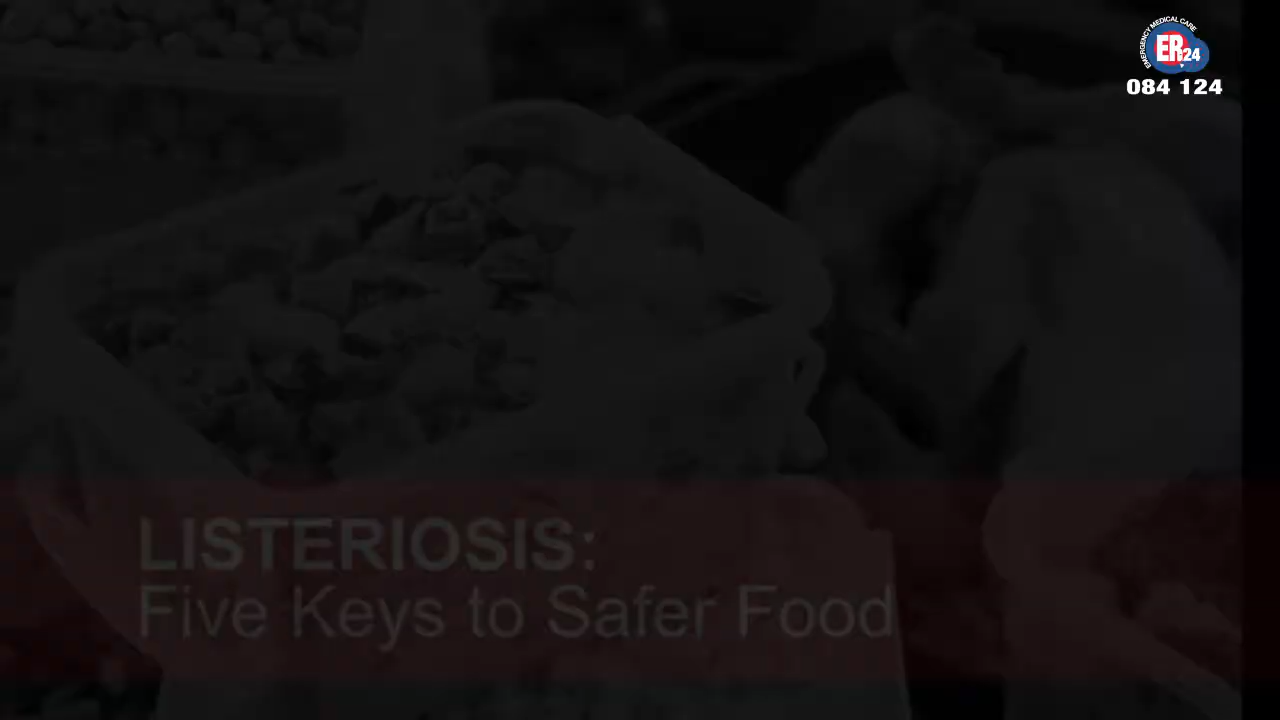 EMERGENCY MEDICAL CARE
ER24
084 124
LISTERIOSIS:
Five Keys to Safer Food